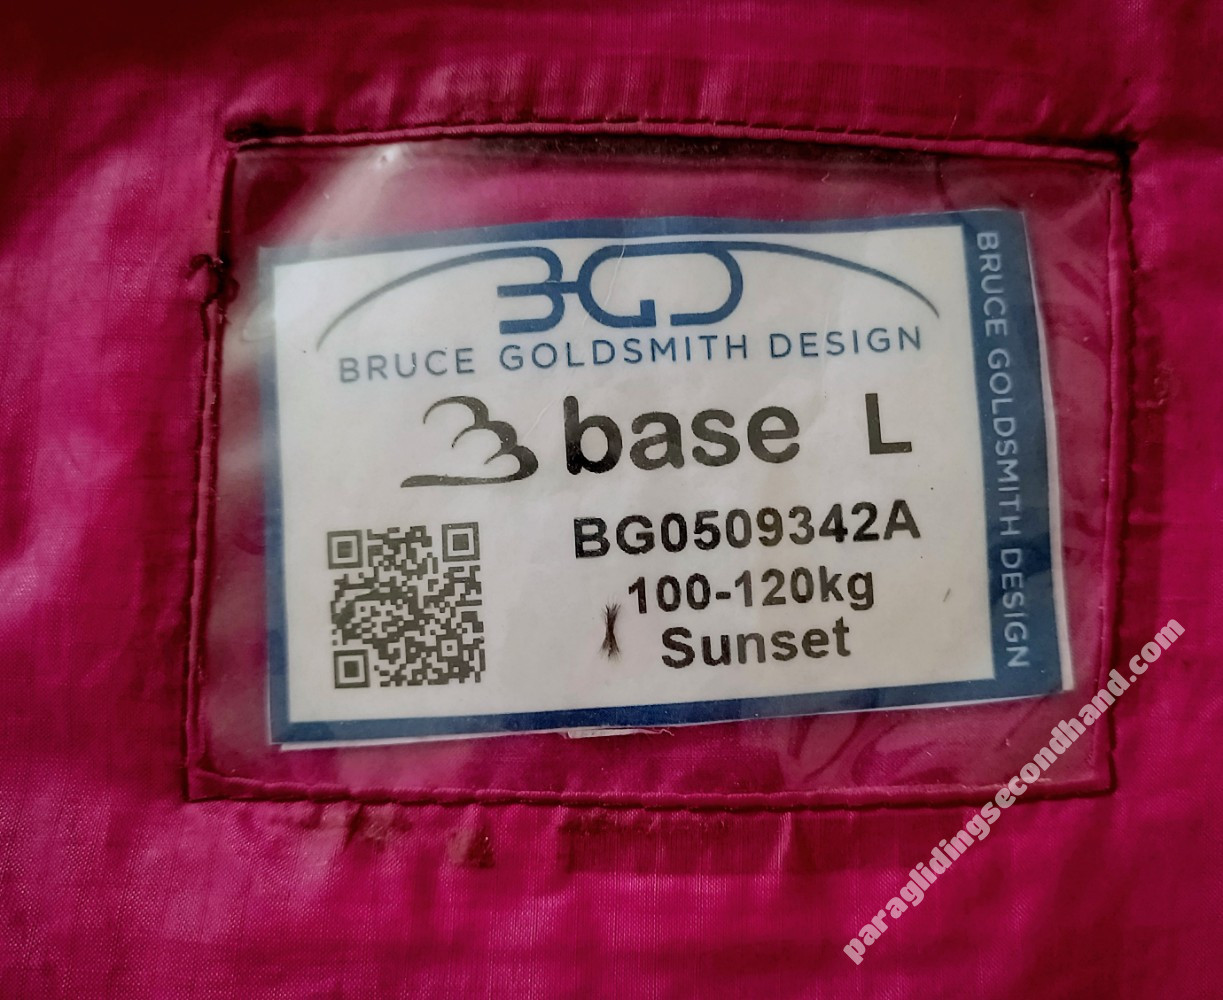 BGD
BRUCE GOLDSMITH DESIGN
base L
BG0509342A
100-120kg
Sunset
BRUCE GOLDSMITH DESIGN
paraglidingsecondhand.com